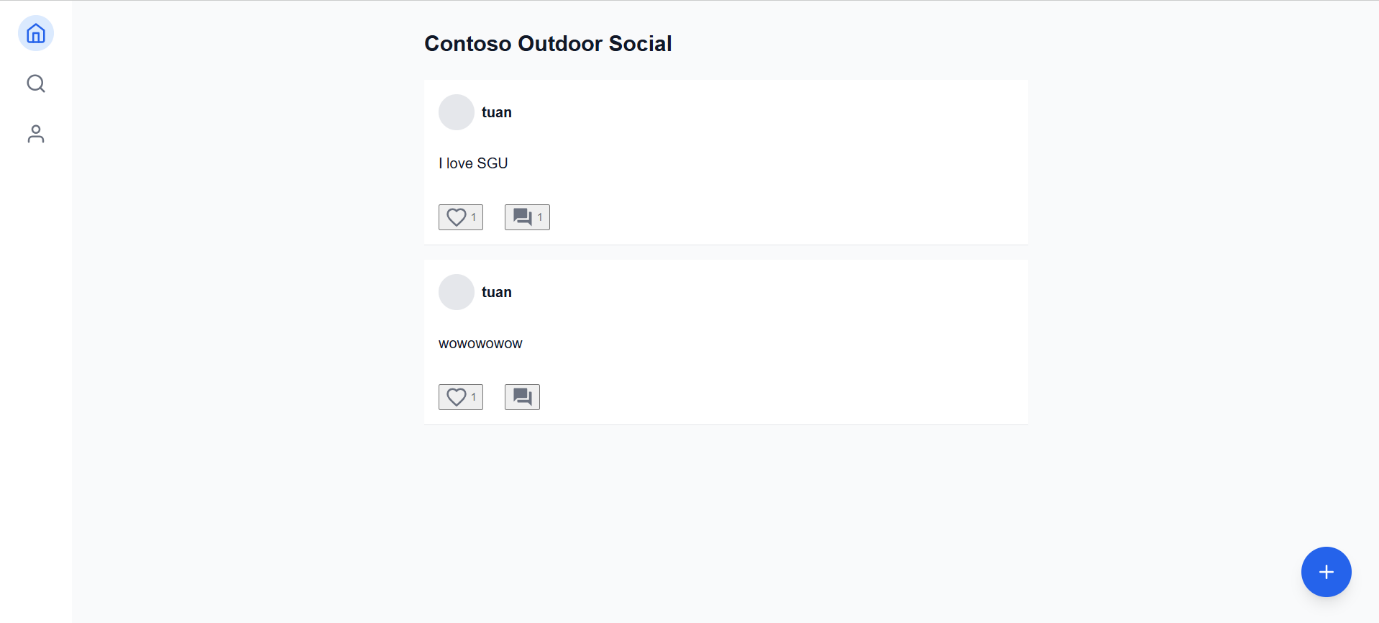 Contoso Outdoor Social
tuan
I love SGU
1 1
tuan
wowowowow
1